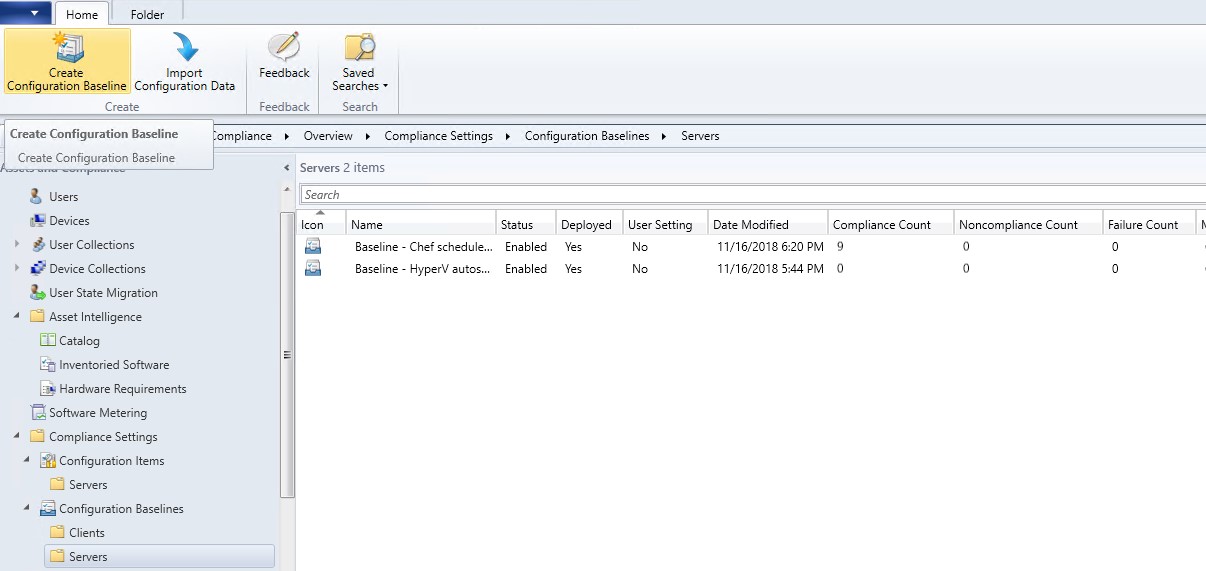 Home Folder
Create
Configuration Baseline
Import
Configuration Data
Feedback
Saved
Searches
Create Feedback Search
Create Configuration Baseline
Create Configuration Baseline
Compliance Overview Compliance Settings Configuration Baselines Servers
Assets and Compliance
Users
Devices
User Collections
Device Collections
User State Migration
Asset Intelligence
Catalog
Inventoried Software
Hardware Requirements
Software Metering
Compliance Settings
Configuration Items
Servers
Configuration Baselines
Clients
Servers
Servers 2 items
Search
Icon Name Status Deployed User Setting Date Modified Compliance Count Noncompliance Count Failure Count
Baseline - Chef schedule... Enabled Yes No 11/16/2018 6:20 PM 9 0 0
Baseline - HyperV autos... Enabled Yes No 11/16/2018 5:44 PM 0 0 0